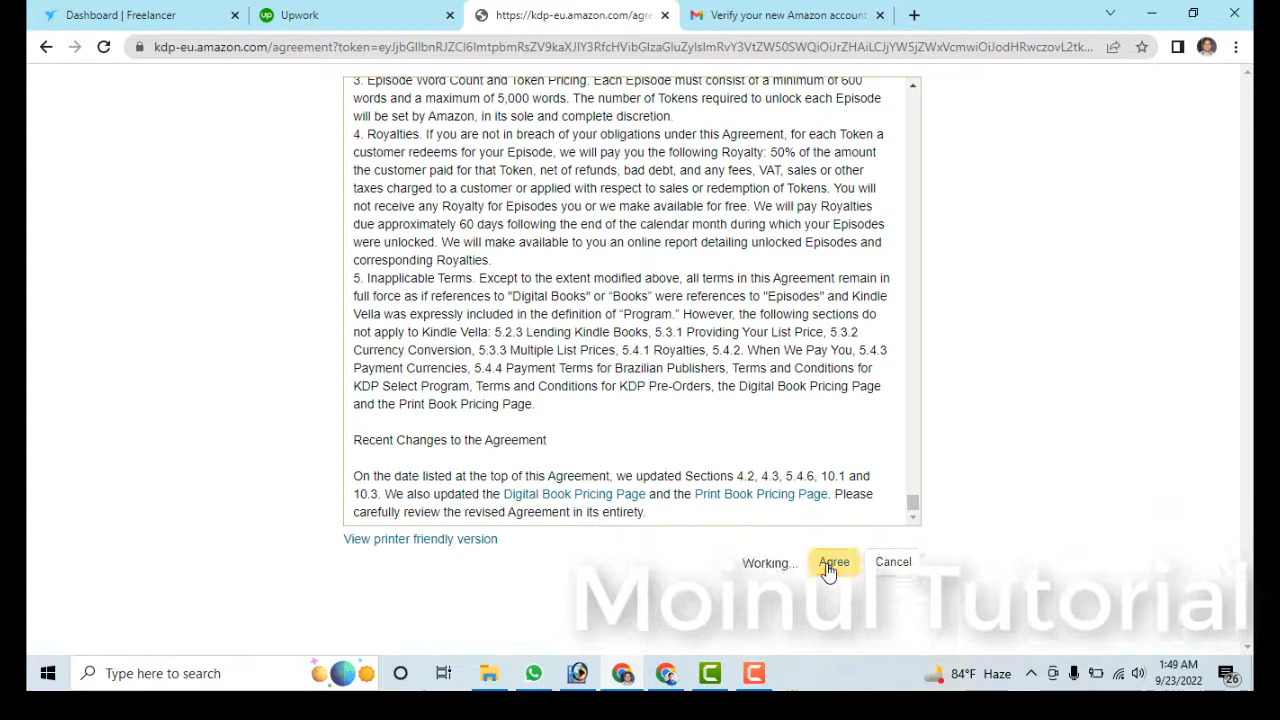 Dashboard | Freelancer
Upwork
https://kdp-eu.amazon.com/agre
Verify your new Amazon account
3. Episode Word Count and Token Pricing. Each Episode must consist of a minimum of 600
words and a maximum of 5,000 words. The number of Tokens required to unlock each Episode
will be set by Amazon, in its sole and complete discretion.
4. Royalties. If you are not in breach of your obligations under this Agreement, for each Token a
customer redeems for your Episode, we will pay you the following Royalty: 50% of the amount
the customer paid for that Token, net of refunds, bad debt, and any fees, VAT, sales or other
taxes charged to a customer or applied with respect to sales or redemption of Tokens. You will
not receive any Royalty for Episodes you or we make available for free. We will pay Royalties
due approximately 60 days following the end of the calendar month during which your Episodes
were unlocked. We will make available to you an online report detailing unlocked Episodes and
corresponding Royalties.
5. Inapplicable Terms. Except to the extent modified above, all terms in this Agreement remain in
full force as if references to "Digital Books" or “Books” were references to "Episodes" and Kindle
Vella was expressly included in the definition of “Program.” However, the following sections do
not apply to Kindle Vella: 5.2.3 Lending Kindle Books, 5.3.1 Providing Your List Price, 5.3.2
Currency Conversion, 5.3.3 Multiple List Prices, 5.4.1 Royalties, 5.4.2. When We Pay You, 5.4.3
Payment Currencies, 5.4.4 Payment Terms for Brazilian Publishers, Terms and Conditions for
KDP Select Program, Terms and Conditions for KDP Pre-Orders, the Digital Book Pricing Page
and the Print Book Pricing Page.
Recent Changes to the Agreement
On the date listed at the top of this Agreement, we updated Sections 4.2, 4.3, 5.4.6, 10.1 and
10.3. We also updated the Digital Book Pricing Page and the Print Book Pricing Page. Please
carefully review the revised Agreement in its entirety.
View printer friendly version
Working... Agree Cancel
Moinul Tutorial
Type here to search
84°F Haze
1:49 AM
9/23/2022
26